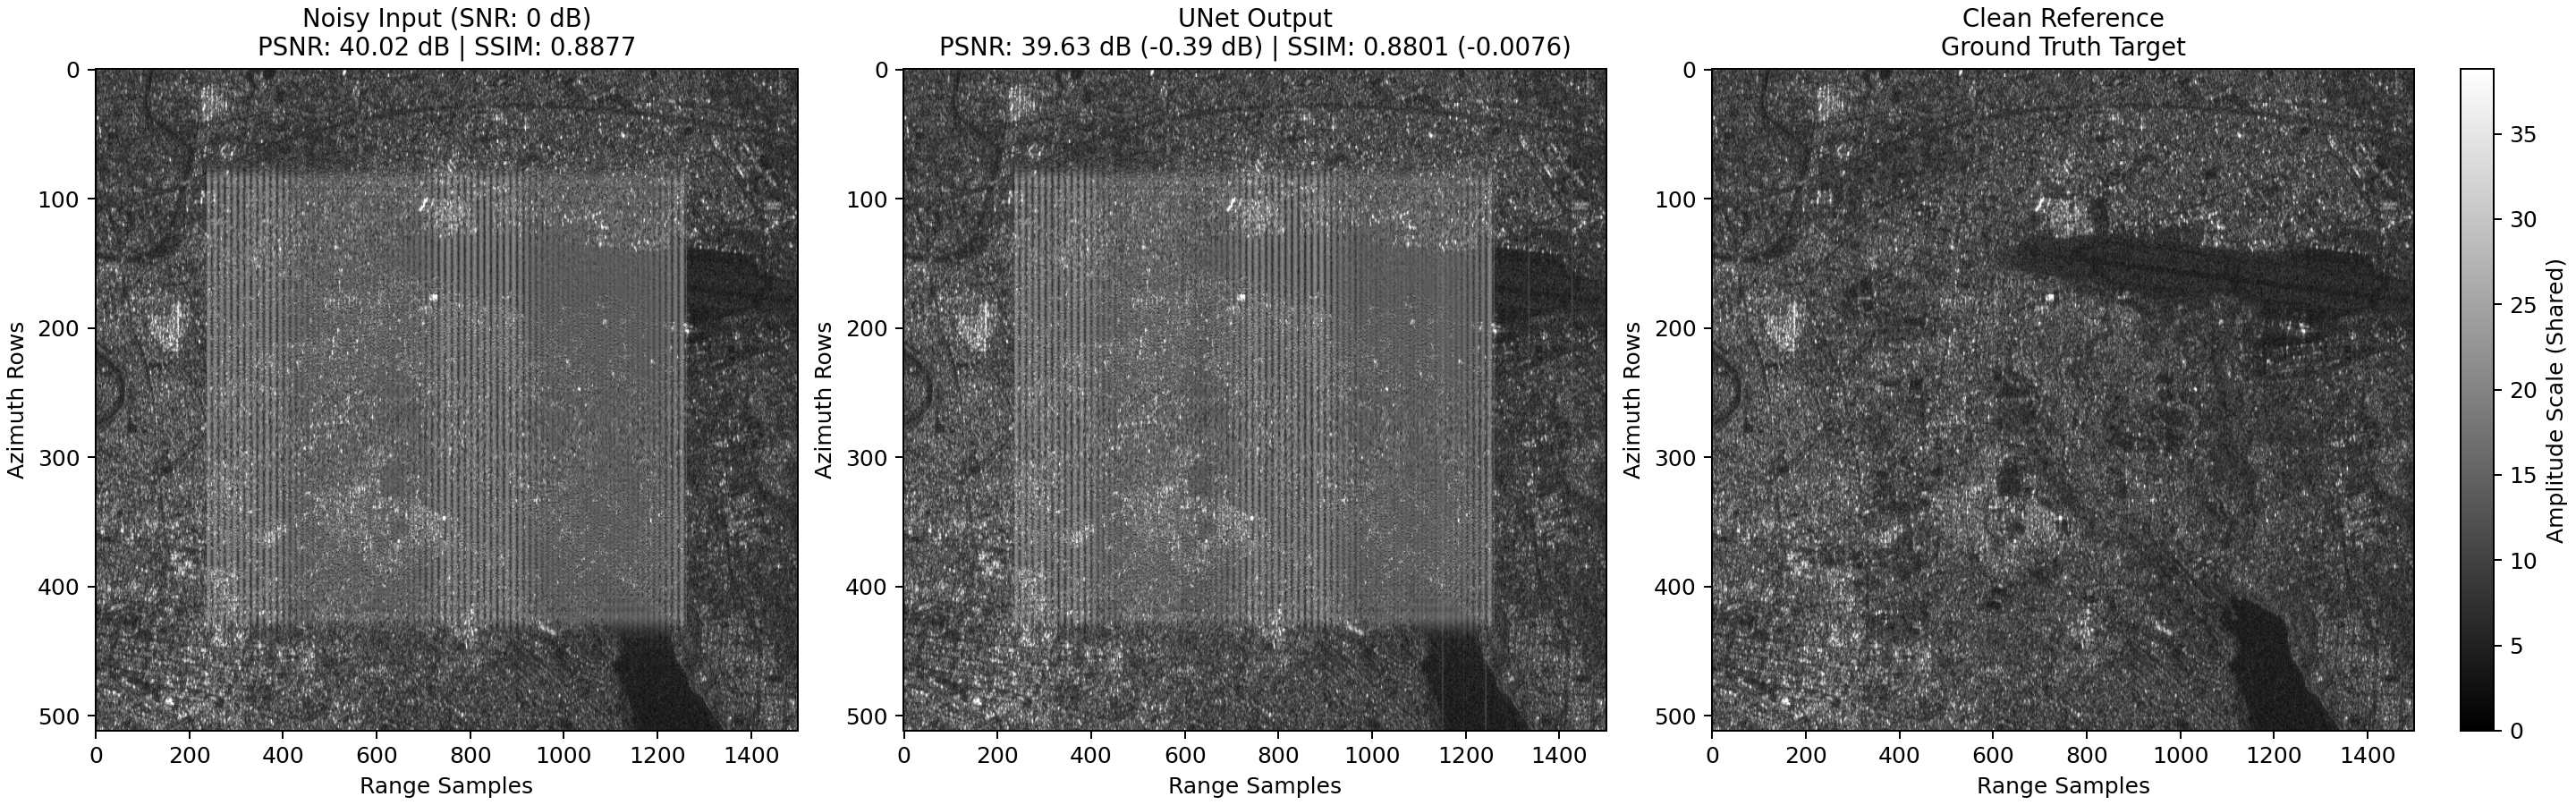 Noisy Input (SNR: 0 dB)
PSNR: 40.02 dB | SSIM: 0.8877
UNet Output
PSNR: 39.63 dB (-0.39 dB) | SSIM: 0.8801 (-0.0076)
Clean Reference
Ground Truth Target
Azimuth Rows
0
100
200
300
400
500
0 200 400 600 800 1000 1200 1400
Range Samples
Azimuth Rows
0
100
200
300
400
500
0 200 400 600 800 1000 1200 1400
Range Samples
Azimuth Rows
0
100
200
300
400
500
0 200 400 600 800 1000 1200 1400
Range Samples
35
30
25
20
15
10
5
0
Amplitude Scale (Shared)